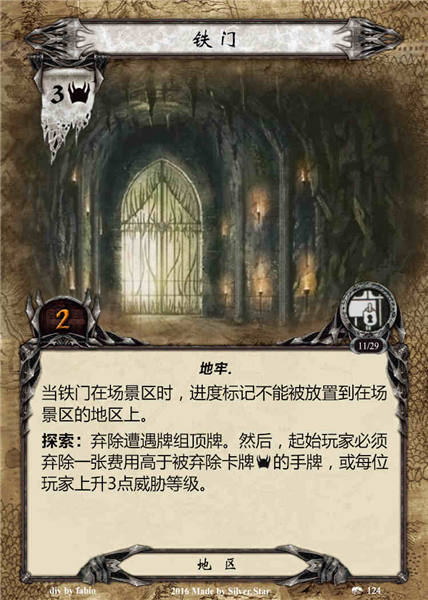 铁门
3
2
11/29
地牢.
当铁门在场景区时，进度标记不能被放置到在场
景区的地区上。
探索：弃除遭遇牌组顶牌。然后，起始玩家必须
弃除一张费用高于被弃除卡牌的手牌，或每位
玩家上升3点威胁等级。
地区
diy by fabio
2016 Made by Silver Star
124